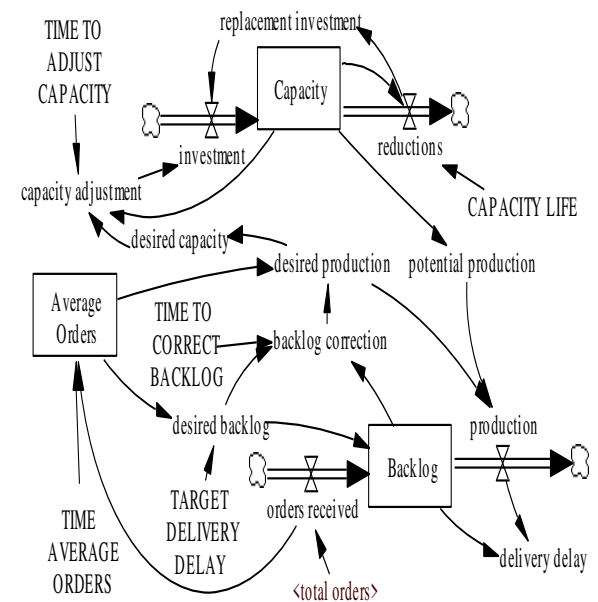 replacement investment
TIME TO
ADJUST
CAPACITY
Capacity
investment
reductions
capacity adjustment
CAPACITY LIFE
desired capacity
desired production
potential production
Average
Orders
TIME TO
CORRECT
BACKLOG
backlog correction
desired backlog
production
Backlog
orders received
TARGET
DELIVERY
DELAY
TIME
AVERAGE
ORDERS
delivery delay
<total orders>